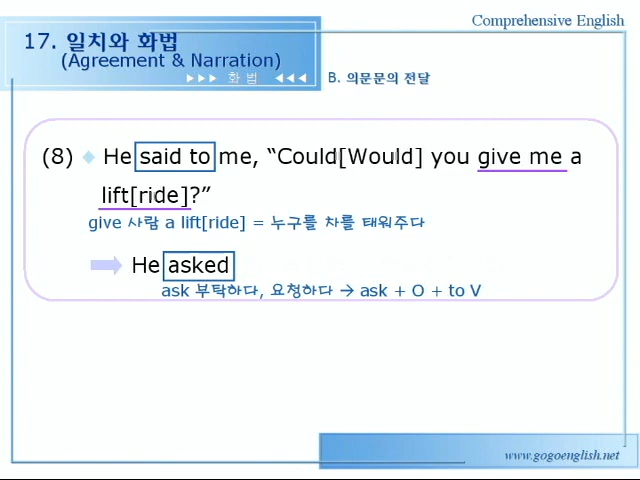 Comprehensive English
17. 일치와 화법
(Agreement & Narration)
▶▶▶ 화 법 ◀◀◀
B. 의문문의 전달
(8) ◆ He said to me, “Could[Would] you give me a
lift[ride]?”
give 사람 a lift[ride] = 누구를 차를 태워주다
He asked
ask 부탁하다, 요청하다 → ask + O + to V
www.gogoenglish.net